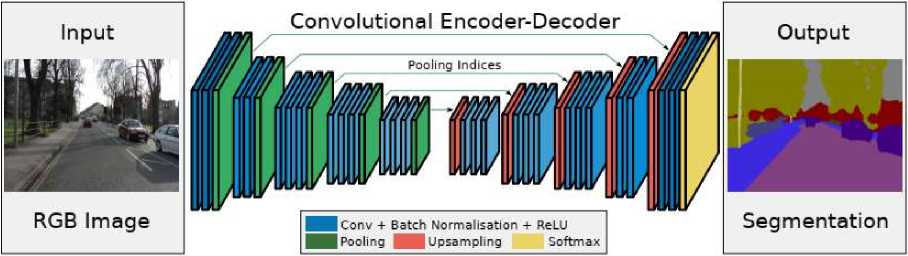 Input
RGB Image
Convolutional Encoder-Decoder
Pooling Indices
Conv + Batch Normalisation + ReLU
Pooling Upsampling Softmax
Output
Segmentation